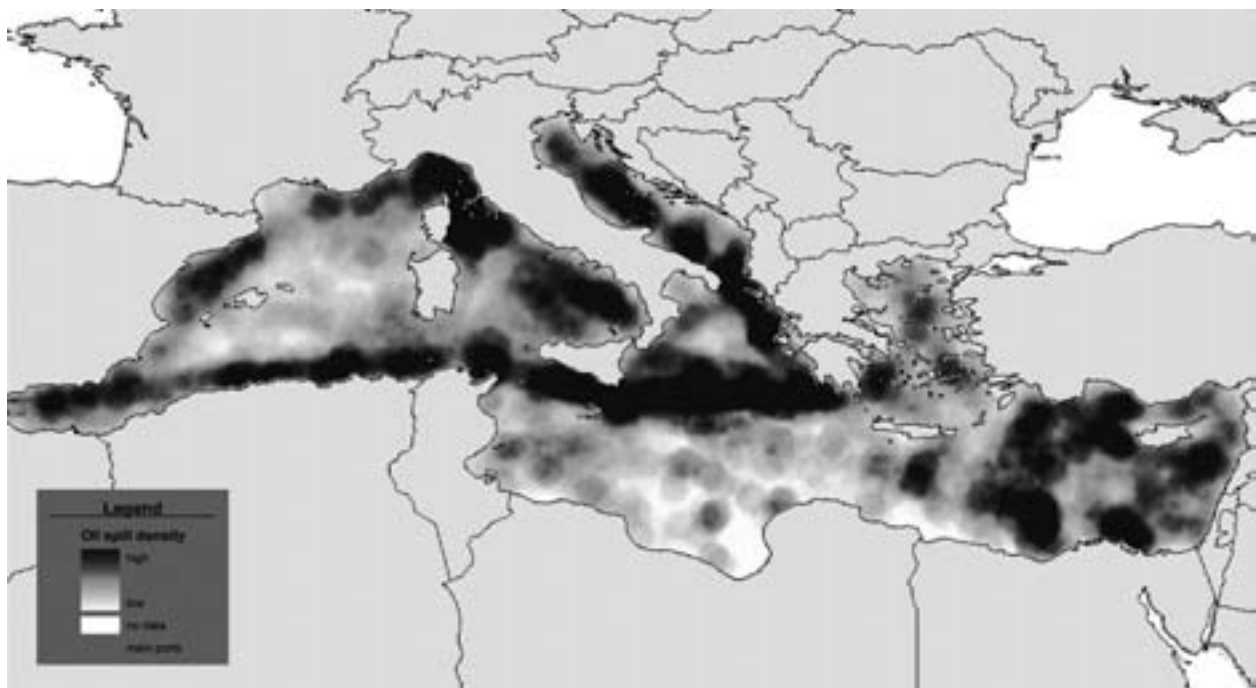 Legend
Oil spill density
high
low
no data
main ports